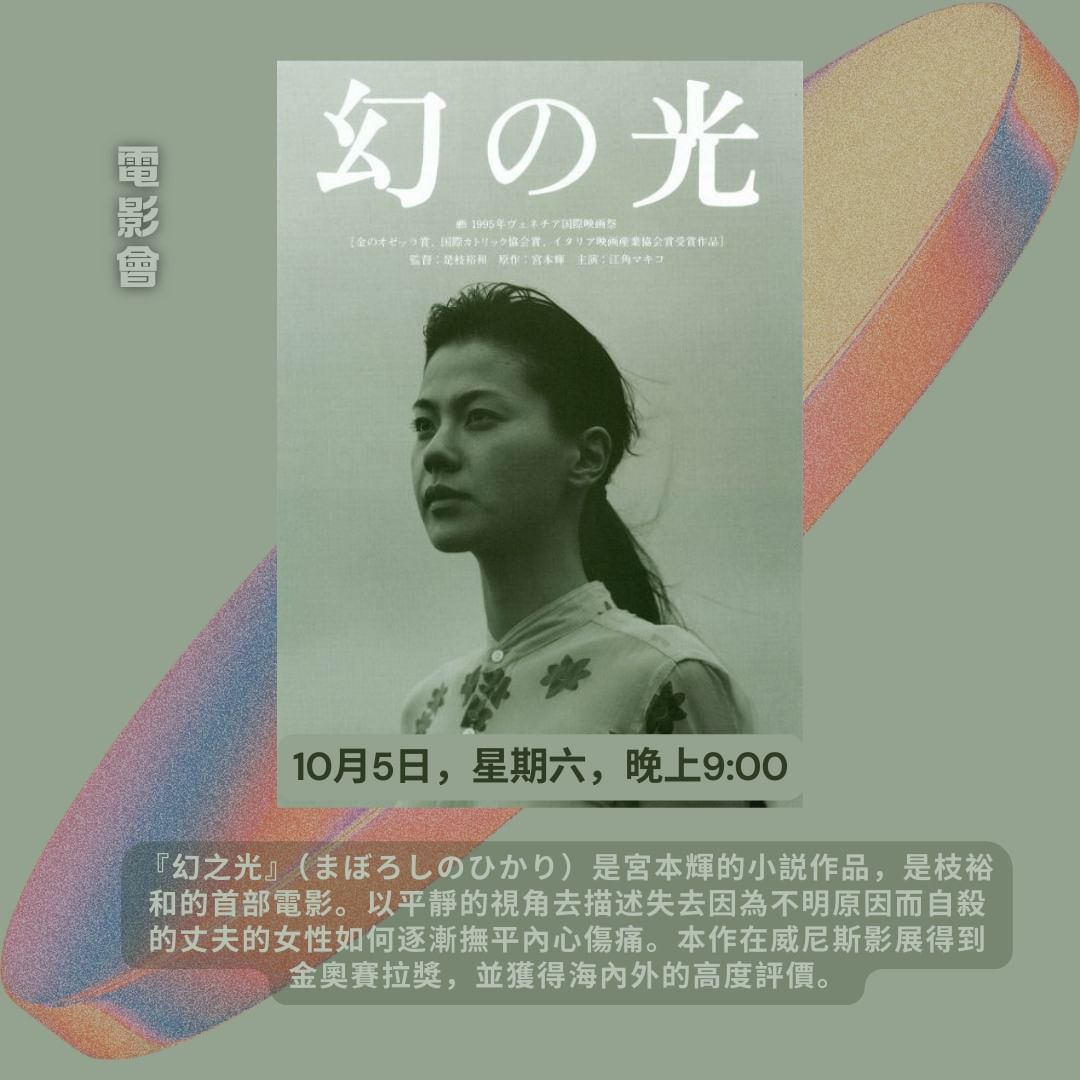 電影會
幻の光
1995年ヴェネチア国際映画祭
［金のオゼッラ賞、国際カトリック協会賞、イタリア映画産業協会賞受賞作品］
監督：是枝裕和　原作：宮本輝　主演：江角マキコ
10月5日，星期六，晚上9:00
『幻之光』（まぼろしのひかり）是宮本輝的小説作品，是枝裕
和的首部電影。以平靜的視角去描述失去因為不明原因而自殺
的丈夫的女性如何逐漸撫平內心傷痛。本作在威尼斯影展得到
金奧賽拉獎，並獲得海內外的高度評價。